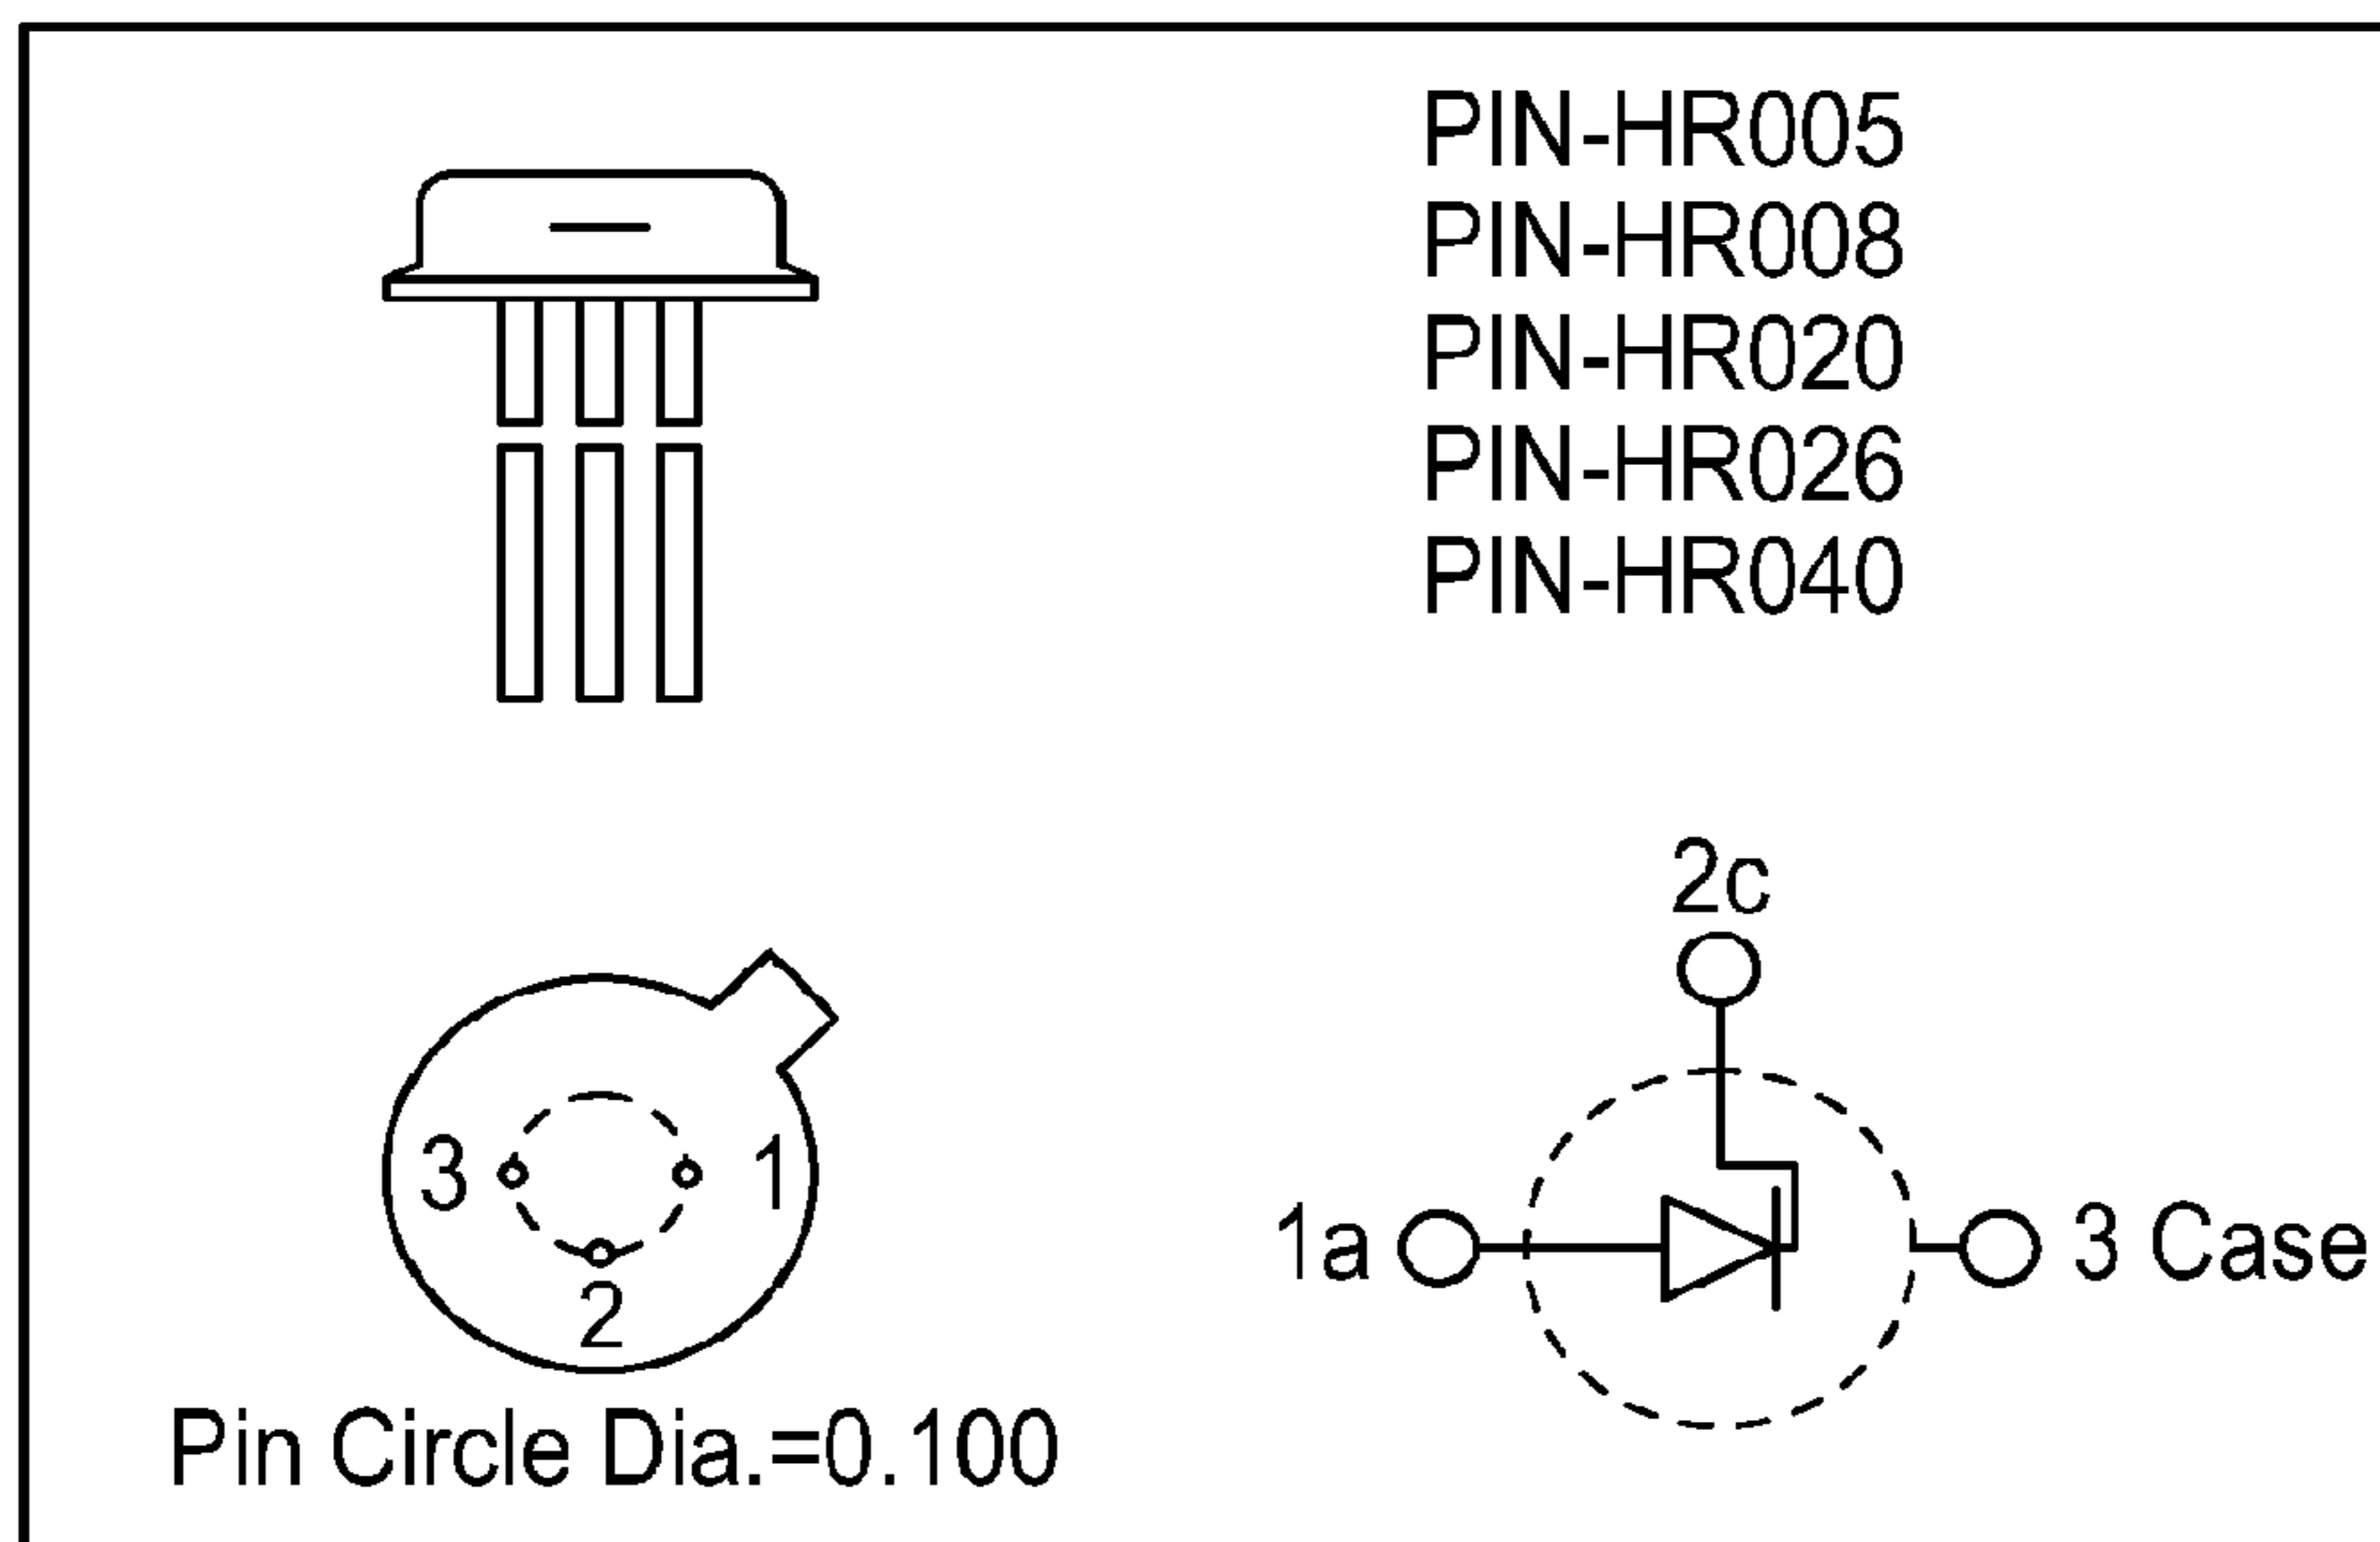 PIN-HR005
PIN-HR008
PIN-HR020
PIN-HR026
PIN-HR040
2c
3 1
2
1a 3 Case
Pin Circle Dia.=0.100